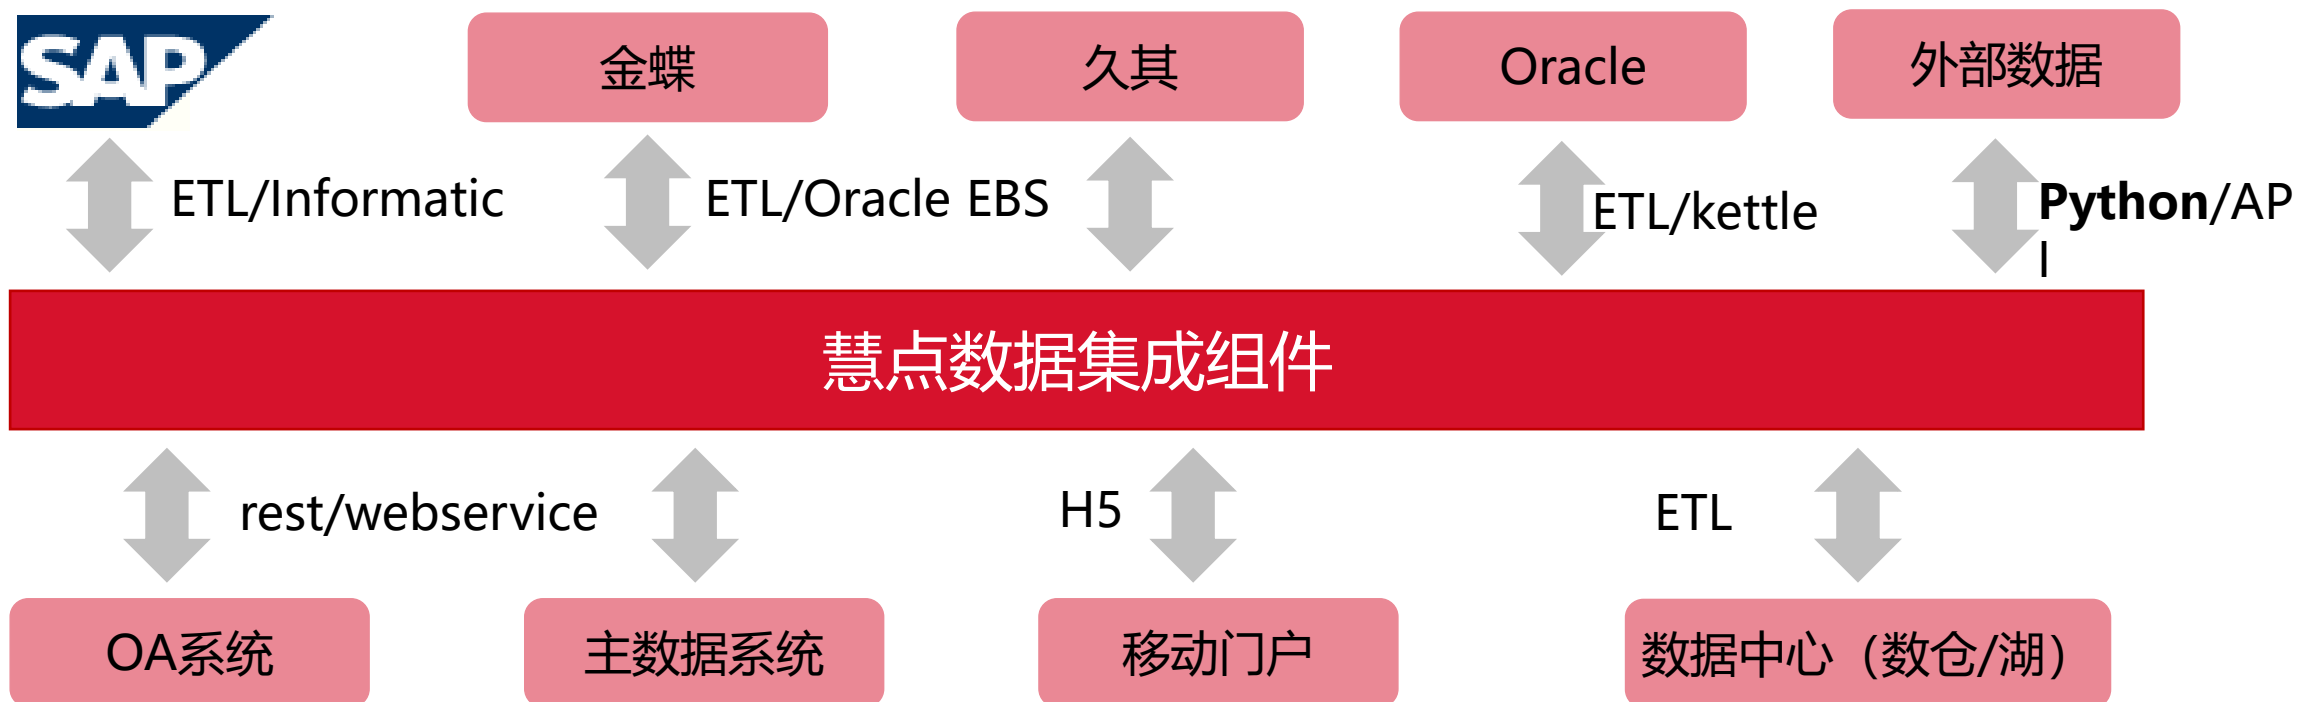 SAP
金蝶
久其
Oracle
外部数据
ETL/Informatic
ETL/Oracle EBS
ETL/kettle
Python/AP
I
慧点数据集成组件
rest/webservice
H5
ETL
OA系统
主数据系统
移动门户
数据中心（数仓/湖）